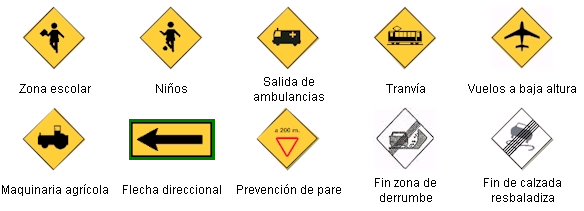 Zona escolar
Niños
Salida de
ambulancias
Tranvía
Vuelos a baja altura
a 200 m.
Maquinaria agrícola
Flecha direccional
Prevención de pare
Fin zona de
derrumbe
Fin de calzada
resbaladiza